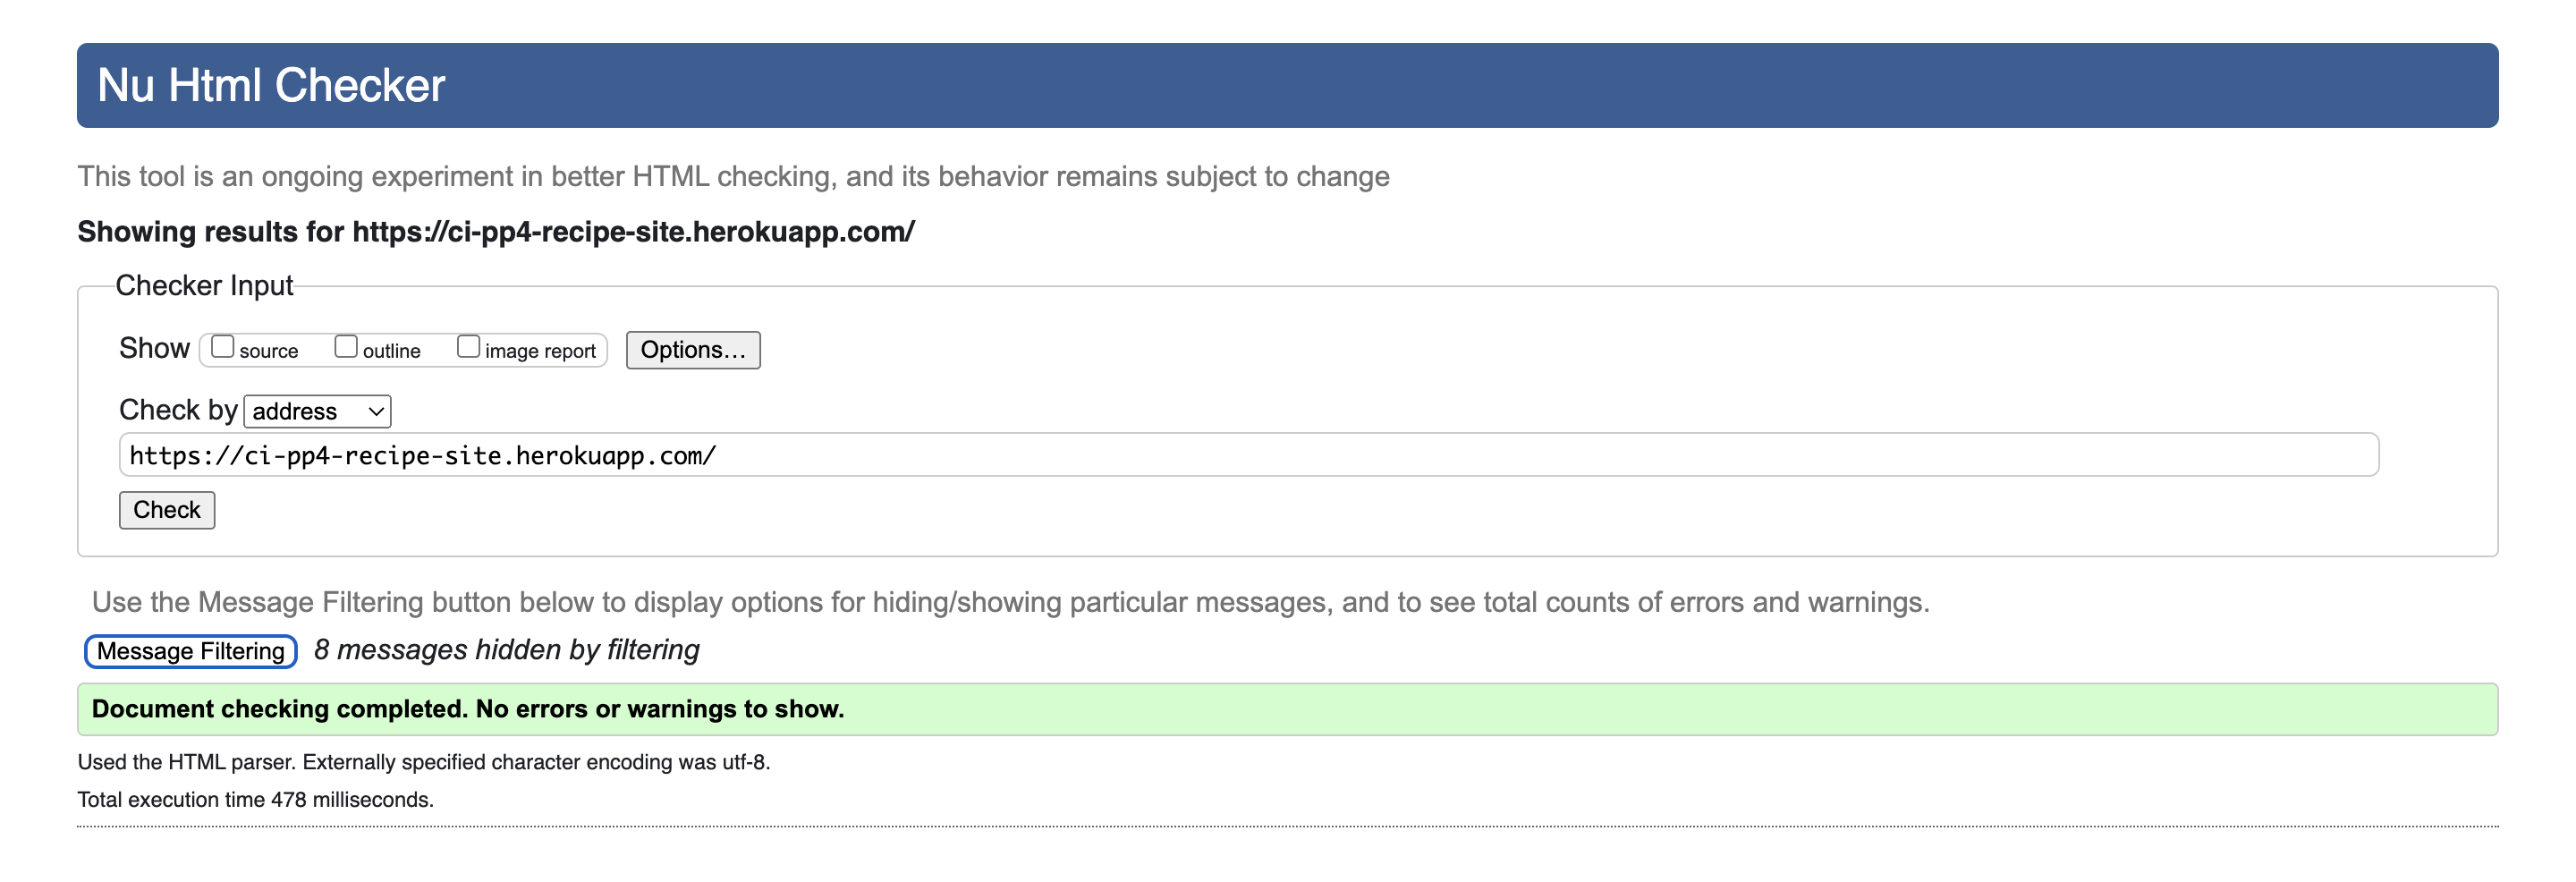 Nu Html Checker
This tool is an ongoing experiment in better HTML checking, and its behavior remains subject to change
Showing results for https://ci-pp4-recipe-site.herokuapp.com/
Checker Input
Show source outline image report Options...
Check by address
https://ci-pp4-recipe-site.herokuapp.com/
Check
Use the Message Filtering button below to display options for hiding/showing particular messages, and to see total counts of errors and warnings.
Message Filtering 8 messages hidden by filtering
Document checking completed. No errors or warnings to show.
Used the HTML parser. Externally specified character encoding was utf-8.
Total execution time 478 milliseconds.